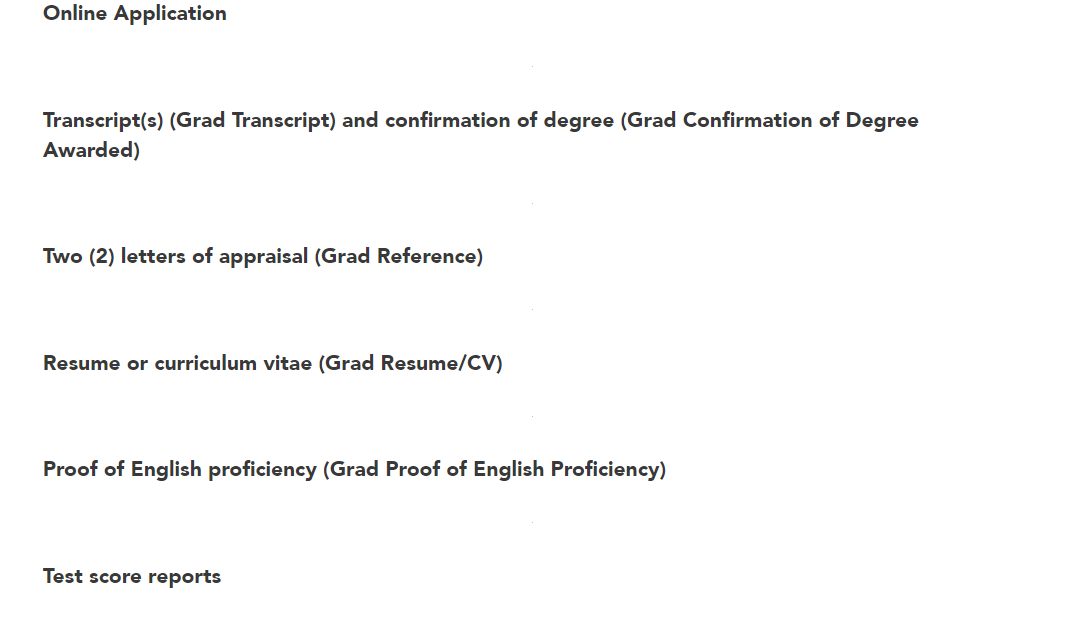 Online Application
Transcript(s) (Grad Transcript) and confirmation of degree (Grad Confirmation of Degree
Awarded)
Two (2) letters of appraisal (Grad Reference)
Resume or curriculum vitae (Grad Resume/CV)
Proof of English proficiency (Grad Proof of English Proficiency)
Test score reports